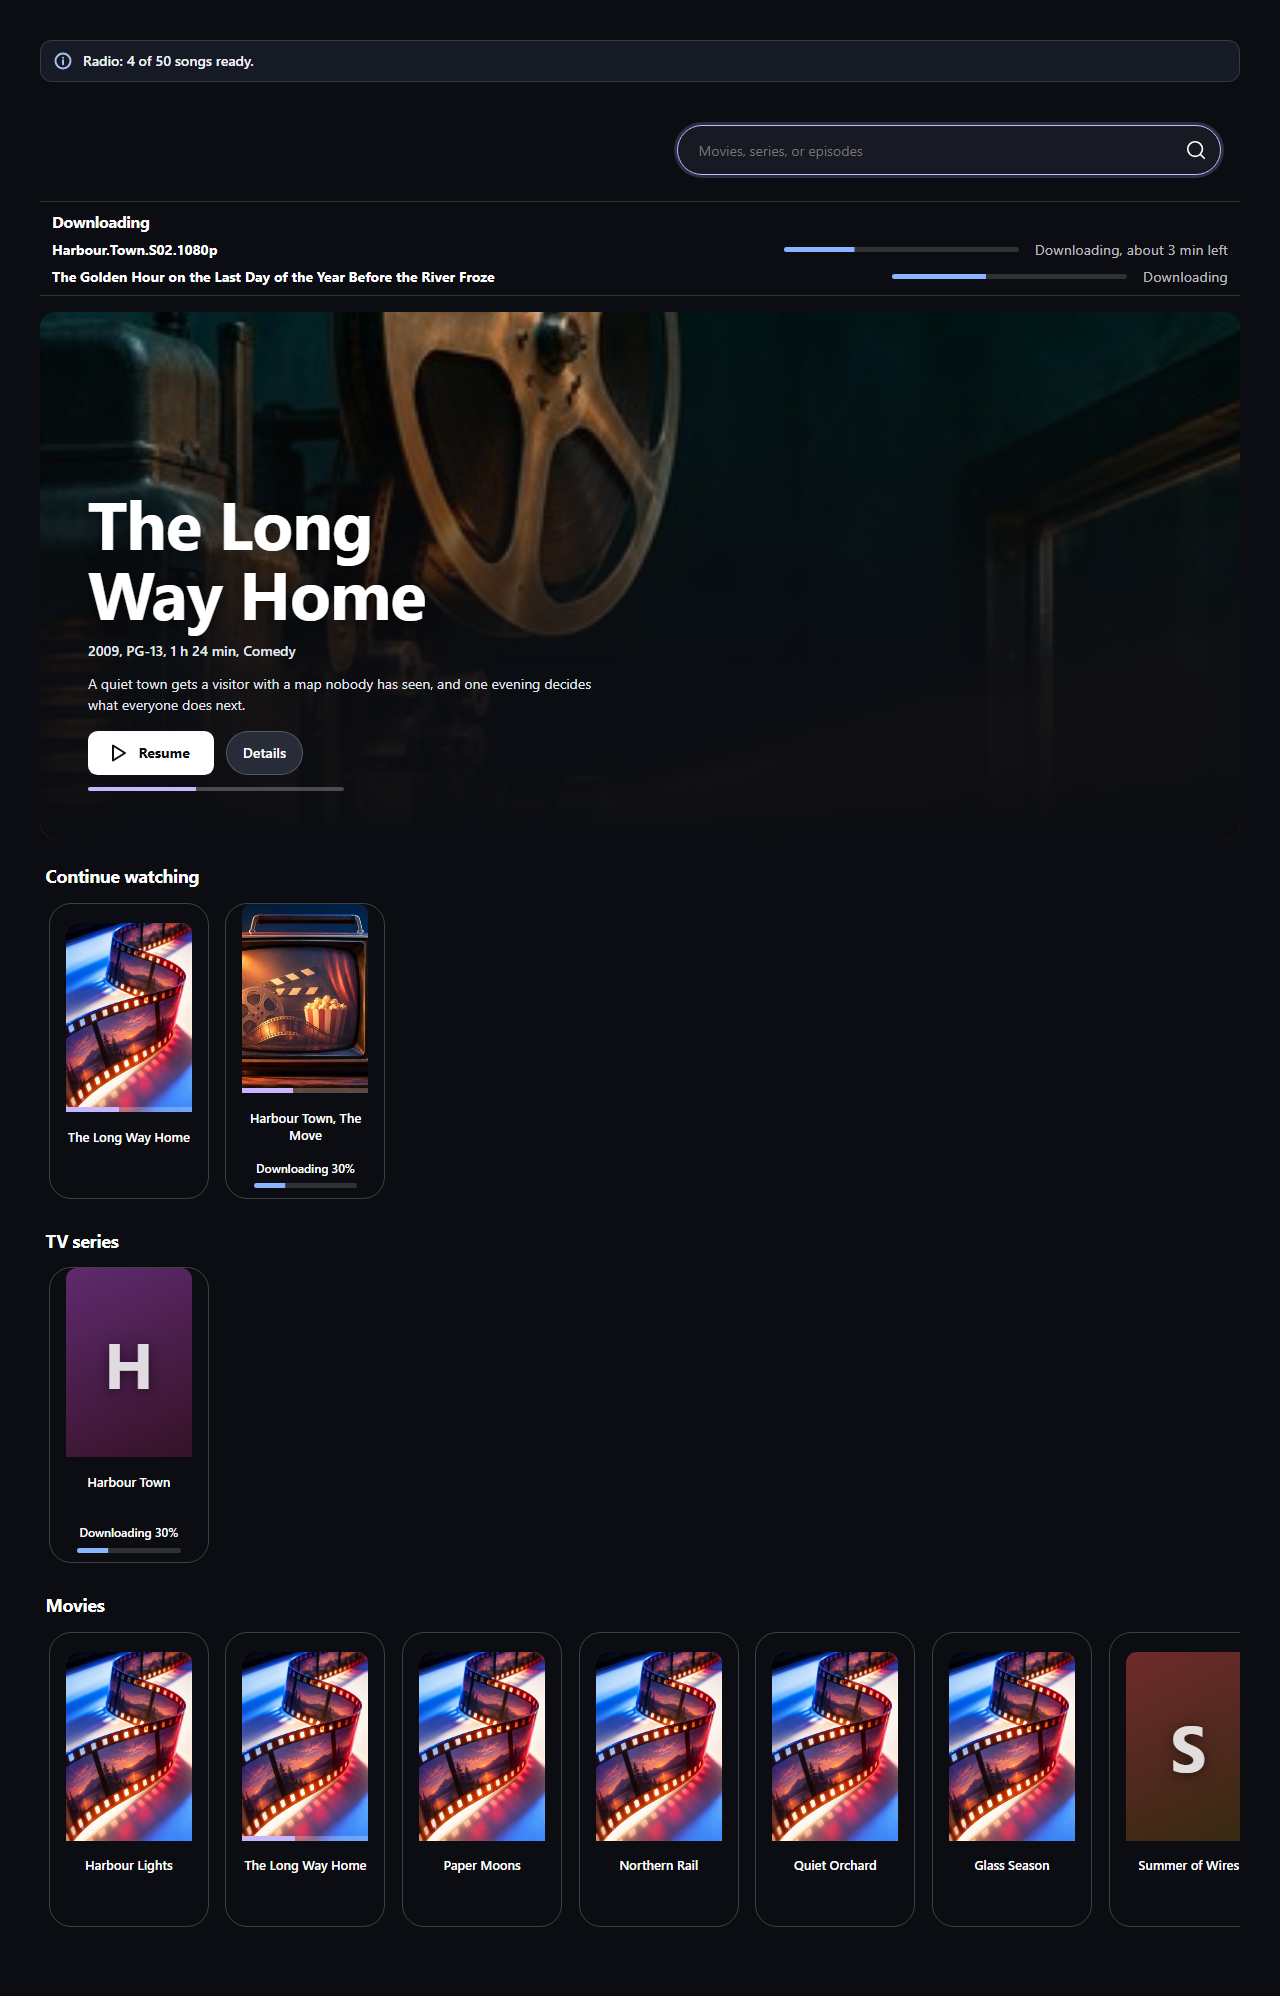 Radio: 4 of 50 songs ready.
Movies, series, or episodes
Downloading
Harbour.Town.S02.1080p
Downloading, about 3 min left
The Golden Hour on the Last Day of the Year Before the River Froze
Downloading
The Long
Way Home
2009, PG-13, 1 h 24 min, Comedy
A quiet town gets a visitor with a map nobody has seen, and one evening decides
what everyone does next.
Resume
Details
Continue watching
The Long Way Home
Harbour Town, The
Move
Downloading 30%
TV series
H
Harbour Town
Downloading 30%
Movies
S
Harbour Lights
The Long Way Home
Paper Moons
Northern Rail
Quiet Orchard
Glass Season
Summer of Wires